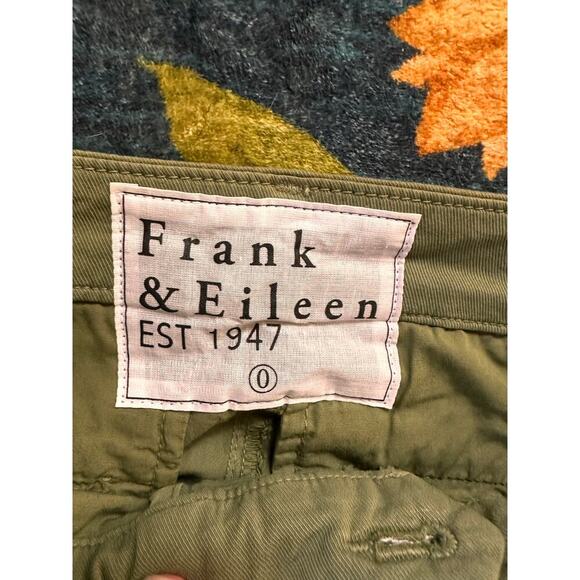 Frank
& Eileen
EST 1947
0